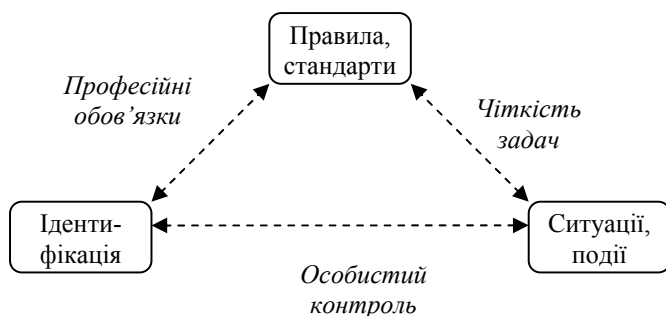 Правила,
стандарти
Професійні
обов’язки
Чіткість
задач
Іденти-
фікація
Ситуації,
події
Особистий
контроль